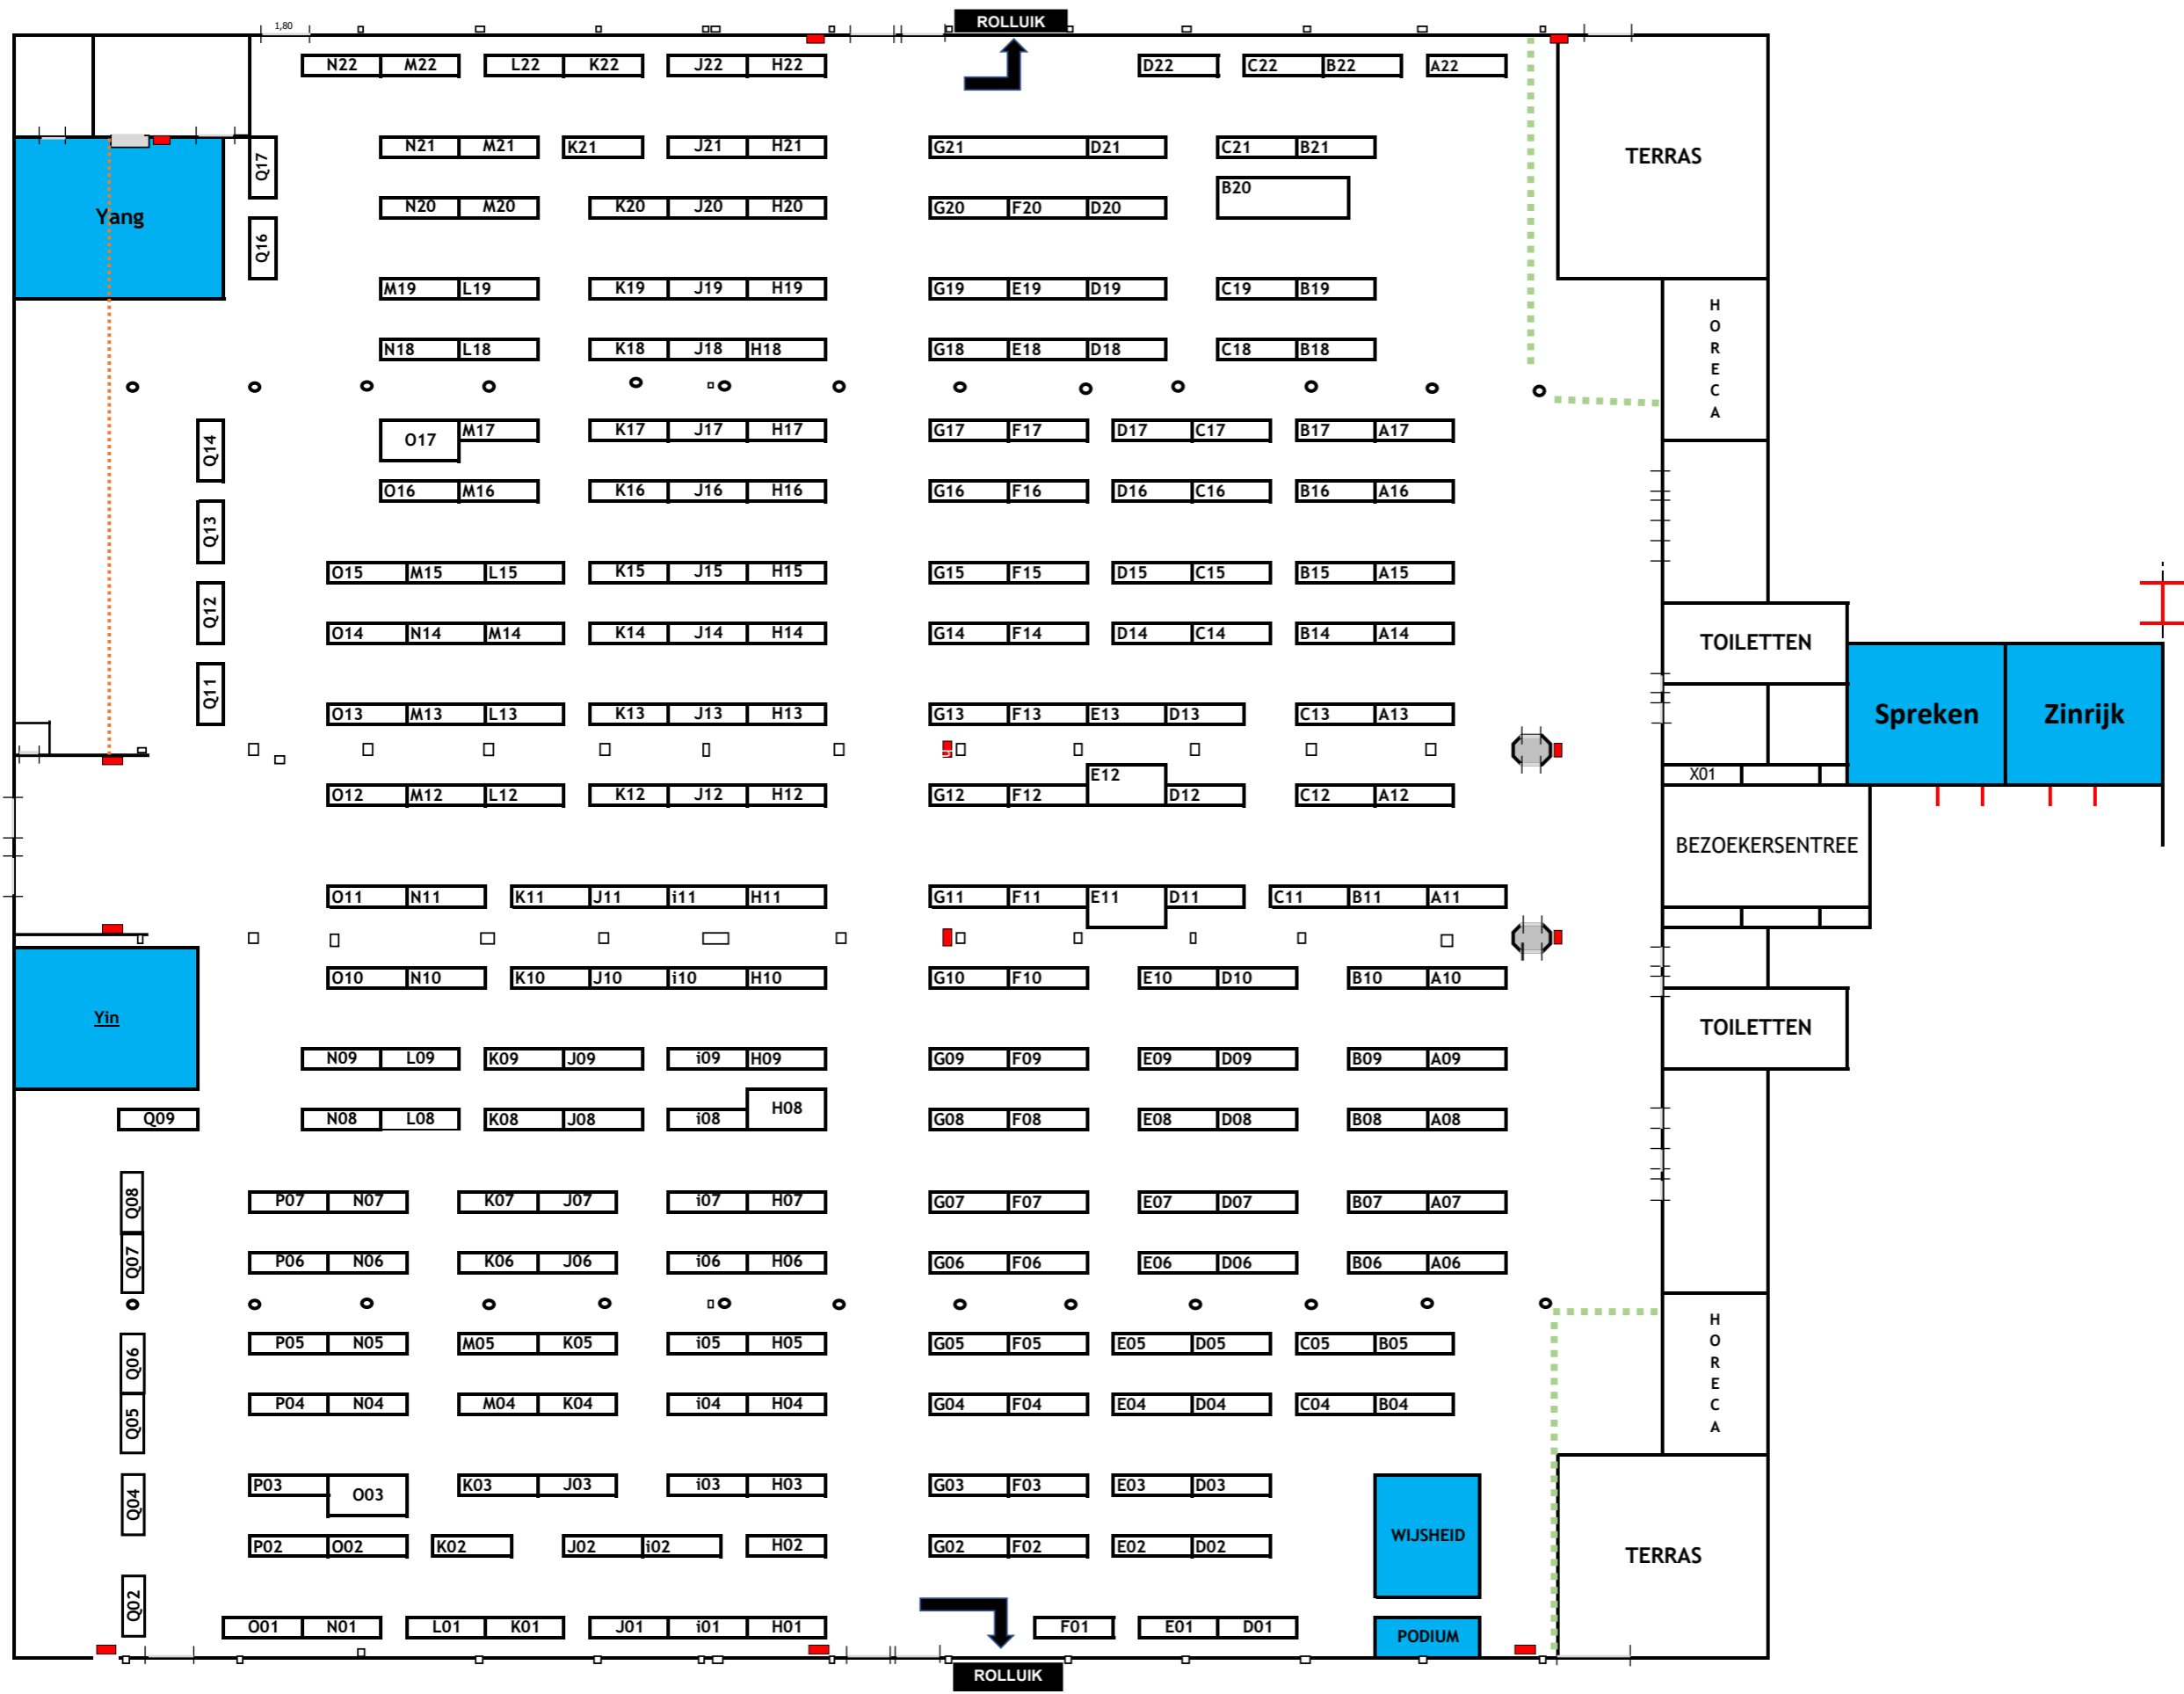 ROLLUIK
1,80
N22 M22 L22 K22 J22 H22 D22 C22 B22 A22
N21 M21 K21 J21 H21 G21 D21 C21 B21
Q17
TERRAS
B20
N20 M20 K20 J20 H20 G20 F20 D20
Yang
Q16
M19 L19 K19 J19 H19 G19 E19 D19 C19 B19
N18 L18 K18 J18 H18 G18 E18 D18 C18 B18
H
O
R
E
C
A
O17 M17 K17 J17 H17 G17 F17 D17 C17 B17 A17
Q14
O16 M16 K16 J16 H16 G16 F16 D16 C16 B16 A16
Q13
O15 M15 L15 K15 J15 H15 G15 F15 D15 C15 B15 A15
Q12
O14 N14 M14 K14 J14 H14 G14 F14 D14 C14 B14 A14
TOILETTEN
Q11
O13 M13 L13 K13 J13 H13 G13 F13 E13 D13 C13 A13
Spreken Zinrijk
E12
X01
O12 M12 L12 K12 J12 H12 G12 F12 D12 C12 A12
BEZOEKERSENTREE
O11 N11 K11 J11 i11 H11 G11 F11 E11 D11 C11 B11 A11
O10 N10 K10 J10 i10 H10 G10 F10 E10 D10 B10 A10
Yin
TOILETTEN
N09 L09 K09 J09 i09 H09 G09 F09 E09 D09 B09 A09
H08
Q09 N08 L08 K08 J08 i08 G08 F08 E08 D08 B08 A08
Q08
P07 N07 K07 J07 i07 H07 G07 F07 E07 D07 B07 A07
Q07
P06 N06 K06 J06 i06 H06 G06 F06 E06 D06 B06 A06
H
O
R
E
C
A
Q06
P05 N05 M05 K05 i05 H05 G05 F05 E05 D05 C05 B05
Q05
P04 N04 M04 K04 i04 H04 G04 F04 E04 D04 C04 B04
Q04
P03 O03 K03 J03 i03 H03 G03 F03 E03 D03
WIJSHEID
P02 O02 K02 J02 i02 H02 G02 F02 E02 D02
TERRAS
Q02
O01 N01 L01 K01 J01 i01 H01 F01 E01 D01
PODIUM
ROLLUIK